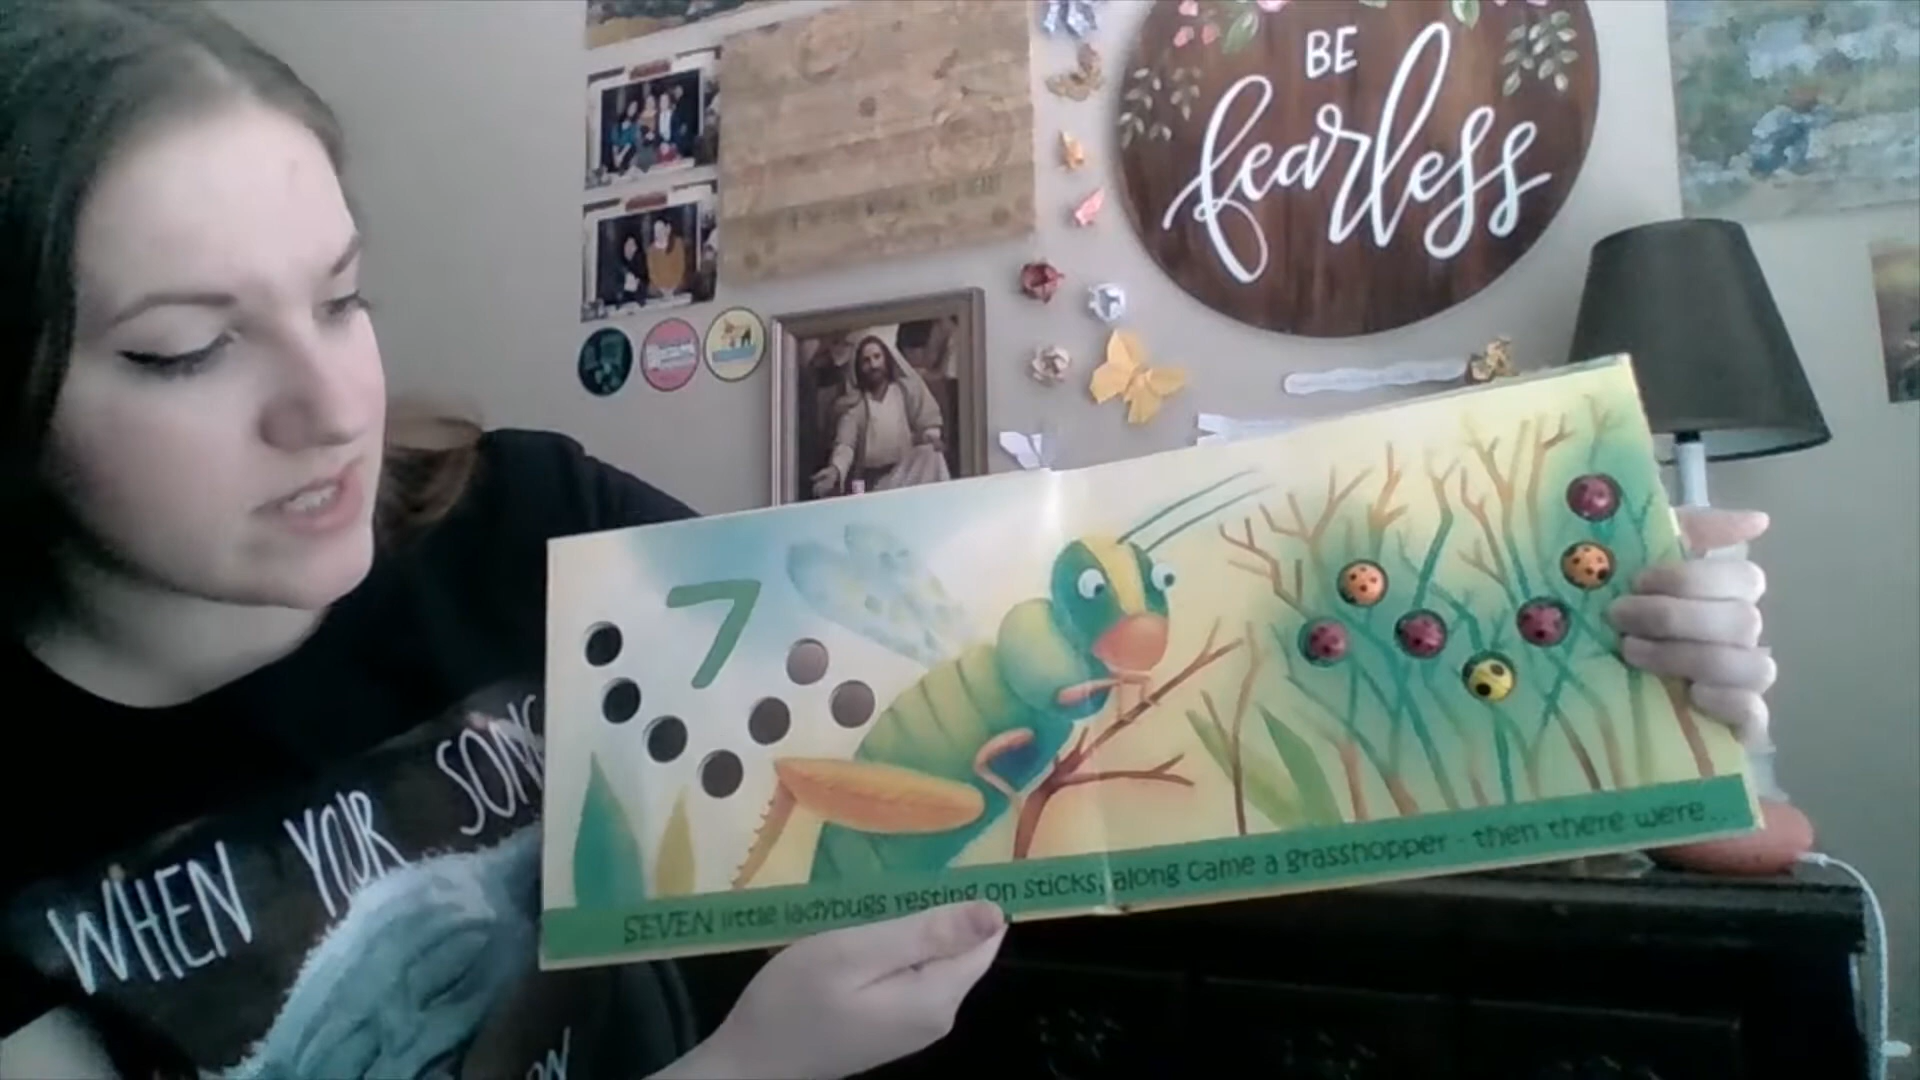 BE
fearless
7
SEVEN little ladybugs resting on sticks, along came a grasshopper - then there were...
WHEN YOUR SONG